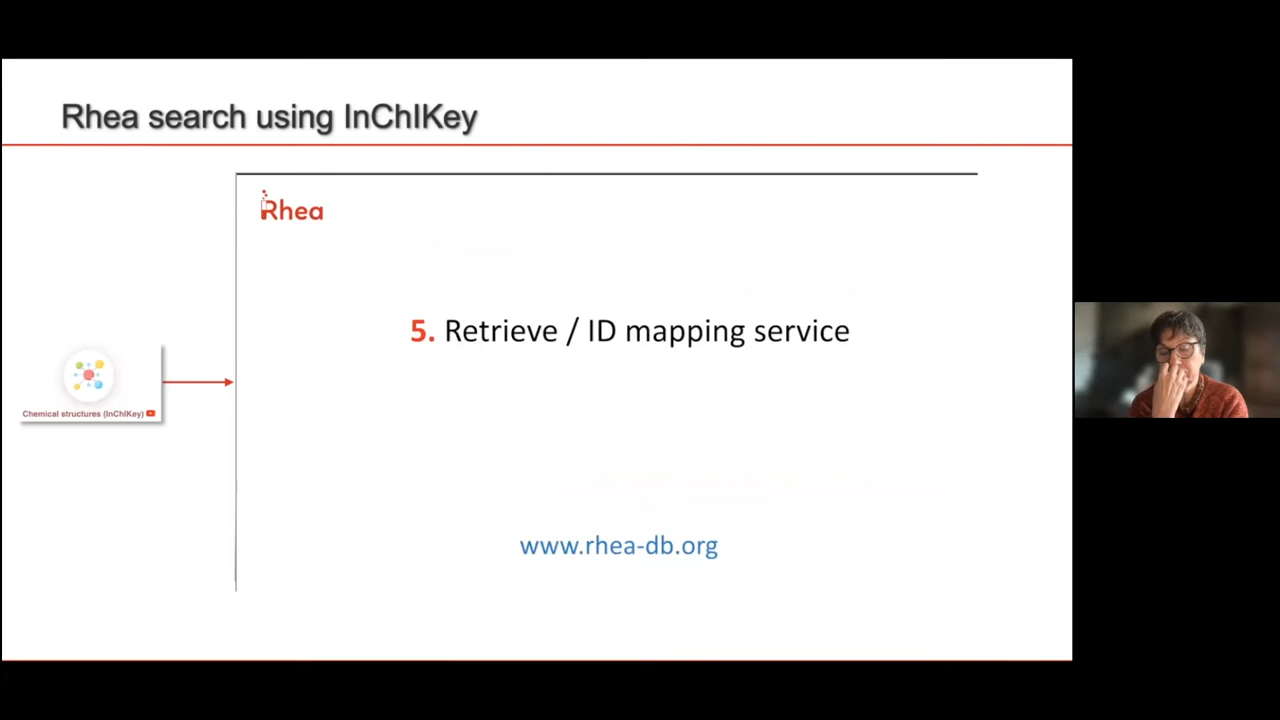 Rhea search using InChIKey
Rhea
5. Retrieve / ID mapping service
Chemical structures (InChIKey)
www.rhea-db.org